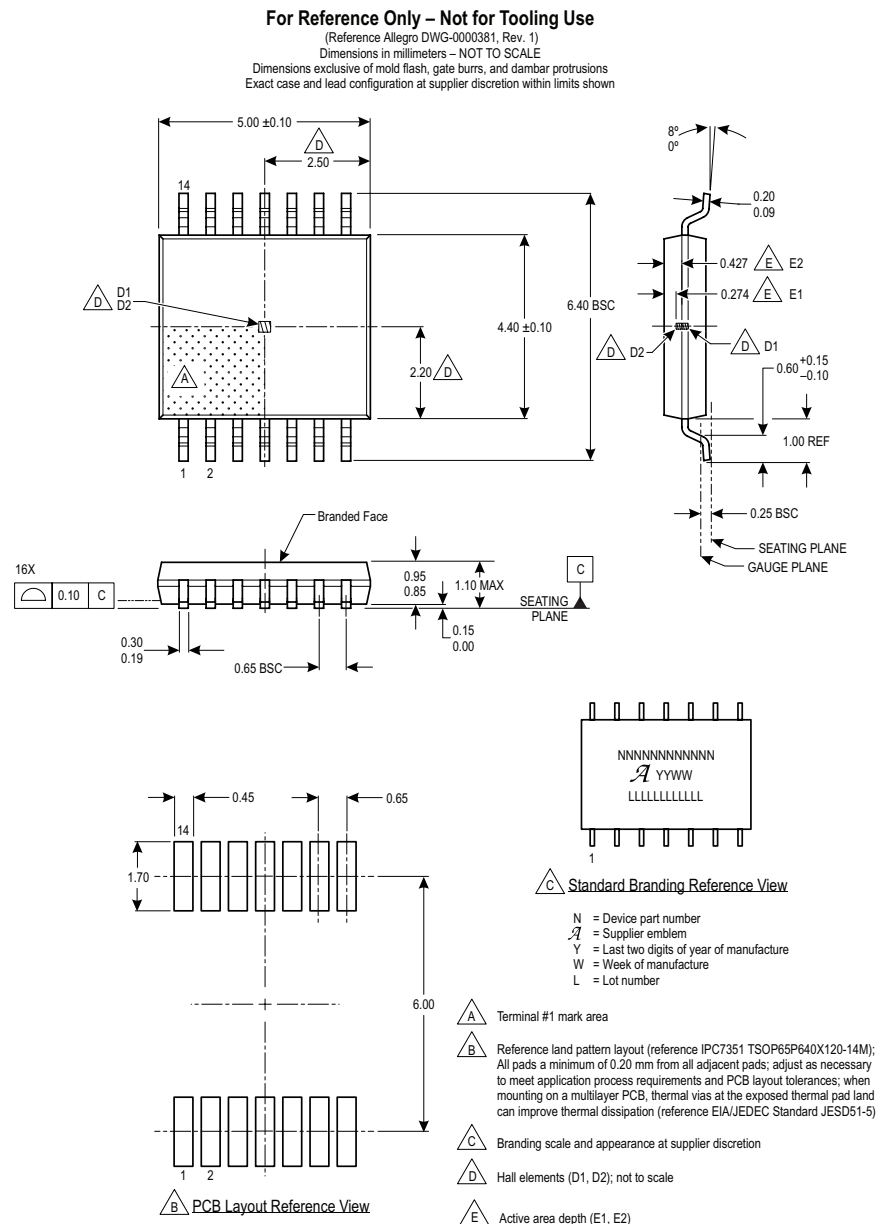 For Reference Only – Not for Tooling Use
(Reference Allegro DWG-0000381, Rev. 1)
Dimensions in millimeters – NOT TO SCALE
Dimensions exclusive of mold flash, gate burrs, and dambar protrusions
Exact case and lead configuration at supplier discretion within limits shown
5.00 ±0.10
D
2.50
14
D D1
D2
A
2.20 D
4.40 ±0.10
6.40 BSC
1 2
8º
0º
0.20
0.09
0.427 E E2
0.274 E E1
D D2
D D1
0.60 +0.15
–0.10
1.00 REF
0.25 BSC
SEATING PLANE
GAUGE PLANE
Branded Face
16X
0.10 C
0.95
0.85
1.10 MAX
C
SEATING
PLANE
0.15
0.00
0.30
0.19
0.65 BSC
NNNNNNNNNNNNN
A YYWW
LLLLLLLLLLLL
1
C Standard Branding Reference View
N = Device part number
A = Supplier emblem
Y = Last two digits of year of manufacture
W = Week of manufacture
L = Lot number
0.45
0.65
14
1.70
6.00
1 2
B PCB Layout Reference View
A Terminal #1 mark area
B Reference land pattern layout (reference IPC7351 TSOP65P640X120-14M);
All pads a minimum of 0.20 mm from all adjacent pads; adjust as necessary
to meet application process requirements and PCB layout tolerances; when
mounting on a multilayer PCB, thermal vias at the exposed thermal pad land
can improve thermal dissipation (reference EIA/JEDEC Standard JESD51-5)
C Branding scale and appearance at supplier discretion
D Hall elements (D1, D2); not to scale
E Active area depth (E1, E2)